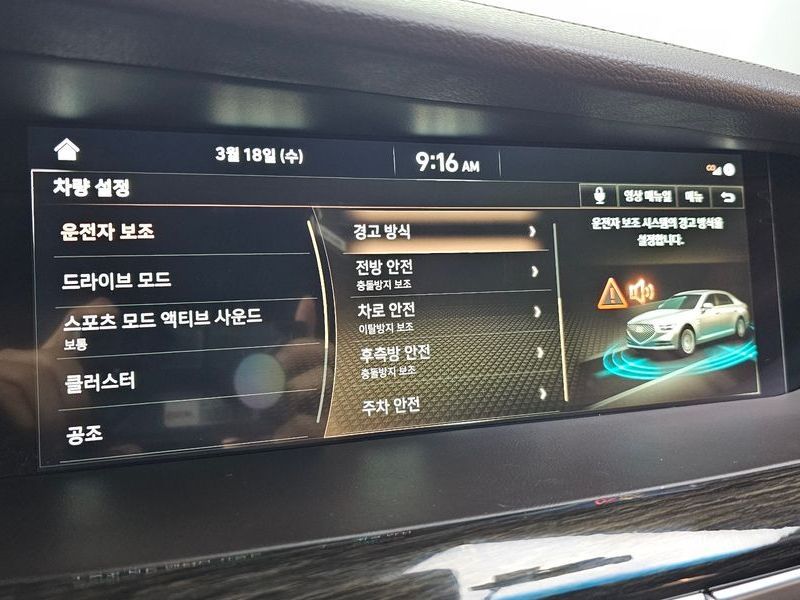 3월 18일 (수)
9:16 AM
차량 설정
영상 매뉴얼
메뉴
운전자 보조
드라이브 모드
스포츠 모드 액티브 사운드
보통
클러스터
공조
경고 방식
전방 안전
충돌방지 보조
차로 안전
이탈방지 보조
후측방 안전
충돌방지 보조
주차 안전
운전자 보조 시스템의 경고 방식을
설정합니다.